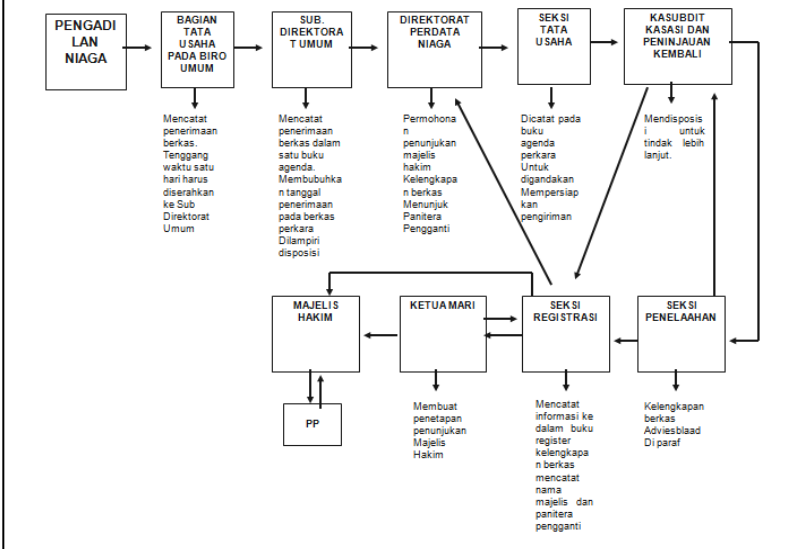 PENGADI
LAN
NIAGA
BAGIAN
TATA
USAHA
PADA BIRO
UMUM
SUB.
DIREKTORA
T UMUM
DIREKTORAT
PERDATA
NIAGA
SEKSI
TATA
USAHA
KASUBDIT
KASASI DAN
PENINJAUAN
KEMBALI
Mencatat
penerimaan
berkas.
Tenggang
waktu satu
hari harus
diserahkan
ke Sub
Direktorat
Umum
Mencatat
penerimaan
berkas dalam
satu buku
agenda.
Membubuhka
n tanggal
penerimaan
pada berkas
perkara
Dilampiri
disposisi
Permohona
n
penunjukan
majelis
hakim
Kelengkapa
n berkas
Menunjuk
Panitera
Pengganti
Dicatat pada
buku
agenda
perkara
Untuk
digandakan
Mempersiap
kan
pengiriman
Mendisposis
i untuk
tindak lebih
lanjut.
MAJELIS
HAKIM
KETUA MARI
SEKSI
REGISTRASI
SEKSI
PENELAAHAN
PP
Membuat
penetapan
penunjukan
Majelis
Hakim
Mencatat
informasi ke
dalam buku
register
kelengkapa
n berkas
mencatat
nama
majelis dan
panitera
pengganti
Kelengkapan
berkas
Adviesblaad
Di paraf